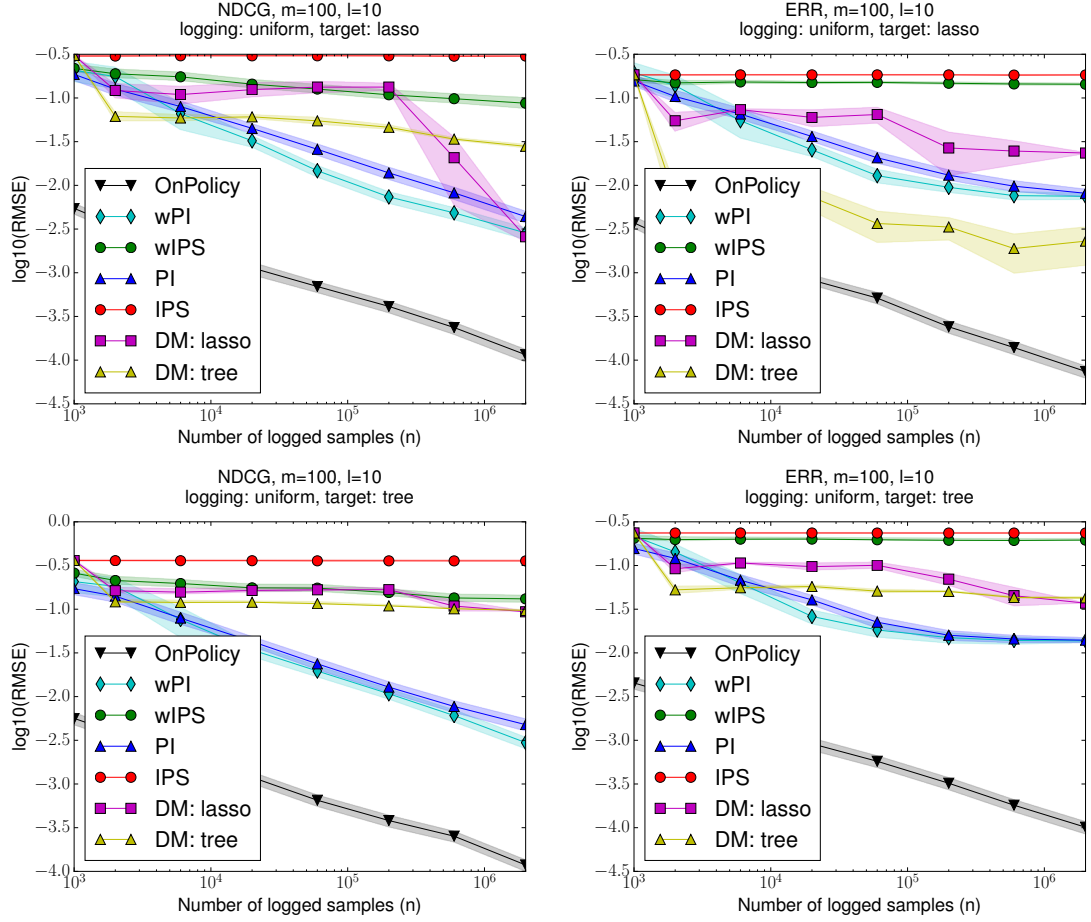 NDCG, m=100, l=10
logging: uniform, target: lasso
−0.5
−1.0
−1.5
−2.0
−2.5
−3.0
−3.5
−4.0
−4.5
log10(RMSE)
OnPolicy
wPI
wIPS
PI
IPS
DM: lasso
DM: tree
10^3
10^4
10^5
10^6
Number of logged samples (n)
ERR, m=100, l=10
logging: uniform, target: lasso
−0.5
−1.0
−1.5
−2.0
−2.5
−3.0
−3.5
−4.0
−4.5
log10(RMSE)
OnPolicy
wPI
wIPS
PI
IPS
DM: lasso
DM: tree
10^3
10^4
10^5
10^6
Number of logged samples (n)
NDCG, m=100, l=10
logging: uniform, target: tree
0.0
−0.5
−1.0
−1.5
−2.0
−2.5
−3.0
−3.5
−4.0
log10(RMSE)
OnPolicy
wPI
wIPS
PI
IPS
DM: lasso
DM: tree
10^3
10^4
10^5
10^6
Number of logged samples (n)
ERR, m=100, l=10
logging: uniform, target: tree
−0.5
−1.0
−1.5
−2.0
−2.5
−3.0
−3.5
−4.0
−4.5
log10(RMSE)
OnPolicy
wPI
wIPS
PI
IPS
DM: lasso
DM: tree
10^3
10^4
10^5
10^6
Number of logged samples (n)